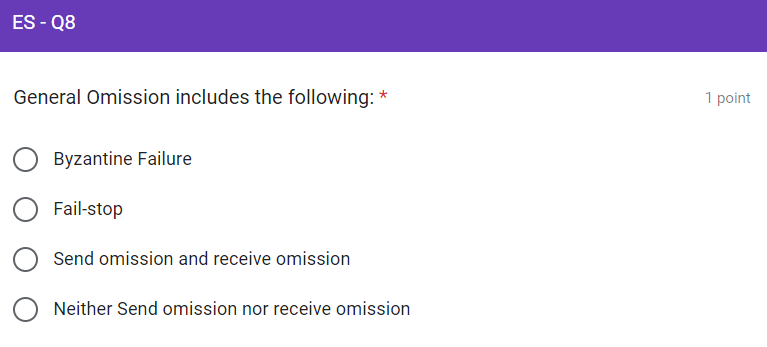 ES - Q8
General Omission includes the following: *
1 point
Byzantine Failure
Fail-stop
Send omission and receive omission
Neither Send omission nor receive omission